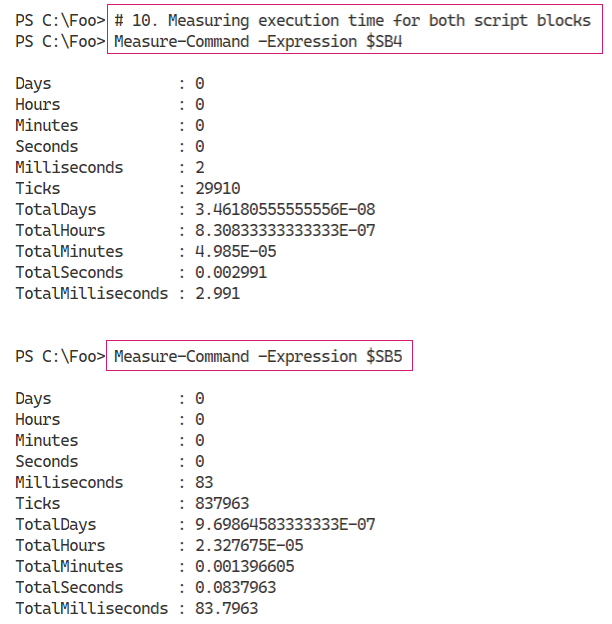 PS C:\Foo> # 10. Measuring execution time for both script blocks
PS C:\Foo> Measure-Command -Expression $SB4
Days : 0
Hours : 0
Minutes : 0
Seconds : 0
Milliseconds : 2
Ticks : 29910
TotalDays : 3.46180555555556E-08
TotalHours : 8.30833333333333E-07
TotalMinutes : 4.985E-05
TotalSeconds : 0.002991
TotalMilliseconds : 2.991
PS C:\Foo> Measure-Command -Expression $SB5
Days : 0
Hours : 0
Minutes : 0
Seconds : 0
Milliseconds : 83
Ticks : 837963
TotalDays : 9.69864583333333E-07
TotalHours : 2.327675E-05
TotalMinutes : 0.001396605
TotalSeconds : 0.0837963
TotalMilliseconds : 83.7963